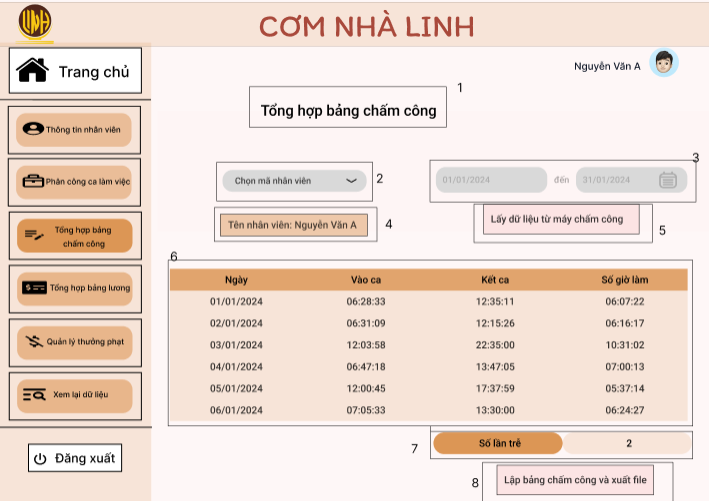 CƠM NHÀ LINH
Nguyễn Văn A
Trang chủ
1
Tổng hợp bảng chấm công
Thông tin nhân viên
Phân công ca làm việc
Tổng hợp bảng
chấm công
Tổng hợp bảng lương
Quản lý thưởng phạt
Xem lại dữ liệu
Đăng xuất
Chọn mã nhân viên
2
01/01/2024 đến 31/01/2024
3
Tên nhân viên: Nguyễn Văn A
4
Lấy dữ liệu từ máy chấm công
5
6
Ngày Vào ca Kết ca Số giờ làm
01/01/2024 06:28:33 12:35:11 06:07:22
02/01/2024 06:31:09 12:15:26 06:16:17
03/01/2024 12:03:58 22:35:00 10:31:02
04/01/2024 06:47:18 13:47:05 07:00:13
05/01/2024 12:00:45 17:37:59 05:37:14
06/01/2024 07:05:33 13:30:00 06:24:27
7
Số lần trễ 2
8
Lập bảng chấm công và xuất file